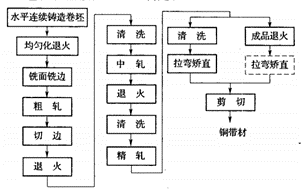 水平连续铸造卷坯
均匀化退火
铣面铣边
粗轧
切边
退火
清洗
中轧
退火
清洗
精轧
清洗
拉弯矫直
成品退火
拉弯矫直
剪切
铜带材